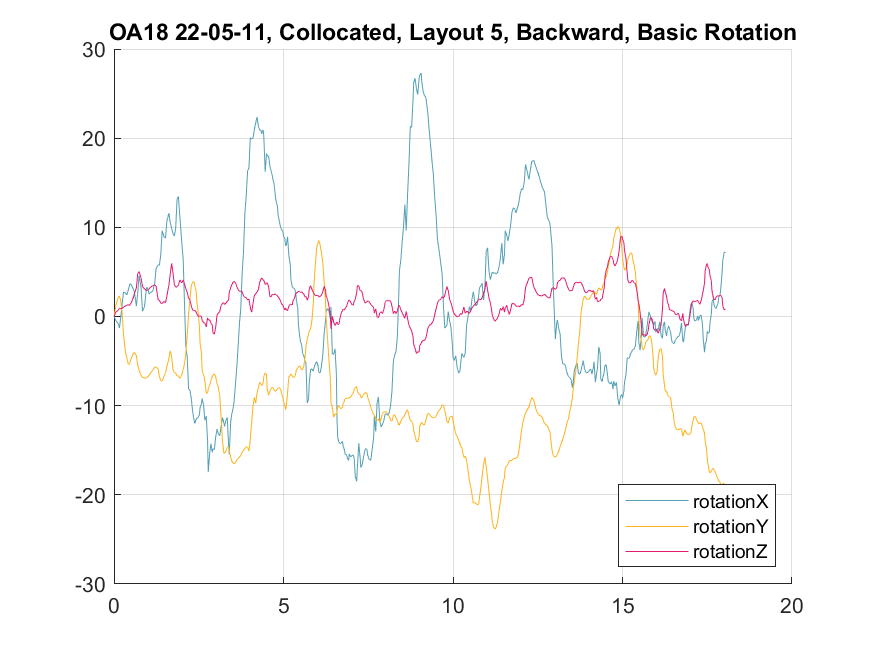 OA18 22-05-11, Collocated, Layout 5, Backward, Basic Rotation
30
20
10
0
-10
-20
-30
0 5 10 15 20
rotationX
rotationY
rotationZ